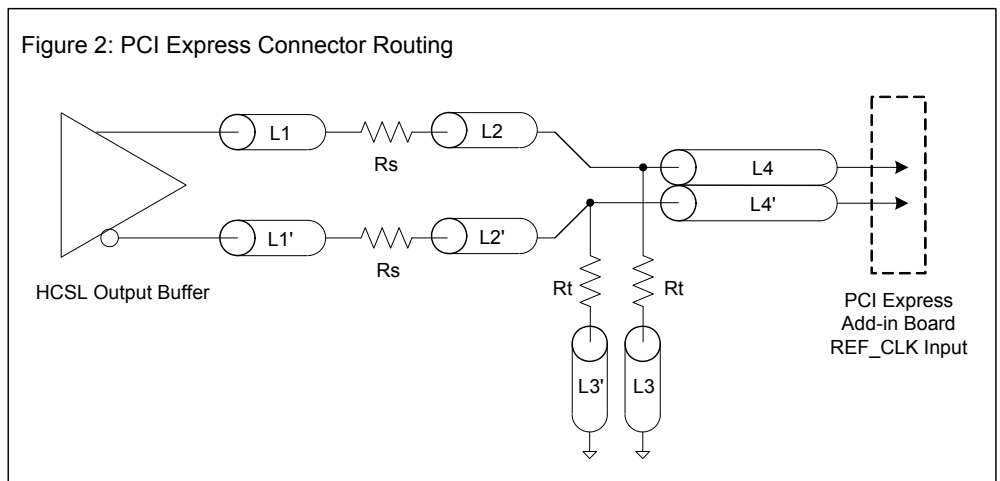 Figure 2: PCI Express Connector Routing
L1
Rs
L2
L4
L4'
L1'
Rs
L2'
HCSL Output Buffer
Rt
Rt
L3'
L3
PCI Express
Add-in Board
REF_CLK Input